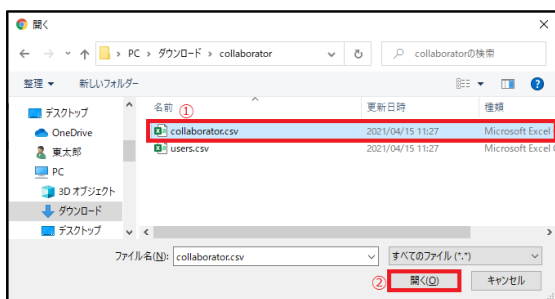 開く
PC › ダウンロード › collaborator
collaboratorの検索
整理 新しいフォルダー
名前 ① 更新日時 種類
デスクトップ
OneDrive
東太郎
PC
3D オブジェクト
ダウンロード
デスクトップ
collaborator.csv 2021/04/15 11:27 Microsoft Excel
users.csv 2021/04/15 11:27 Microsoft Excel
ファイル名(N): collaborator.csv すべてのファイル (*.*)
② 開く(O) キャンセル